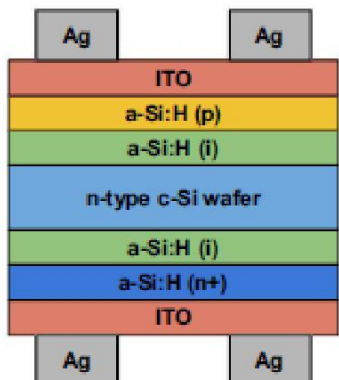 Ag Ag
ITO
a-Si:H (p)
a-Si:H (i)
n-type c-Si wafer
a-Si:H (i)
a-Si:H (n+)
ITO
Ag Ag